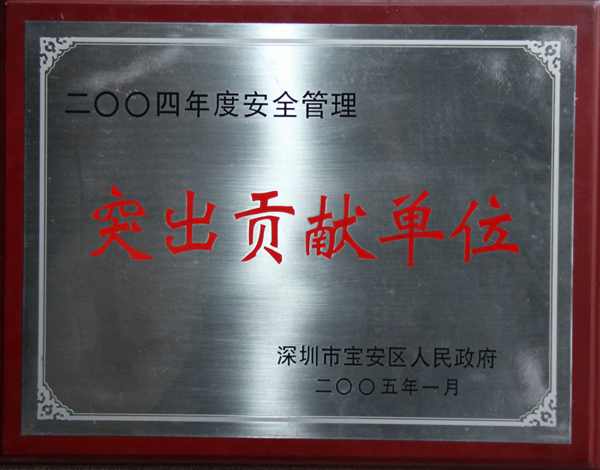 二〇〇四年度安全管理
突出贡献单位
深圳市宝安区人民政府
二〇〇五年一月